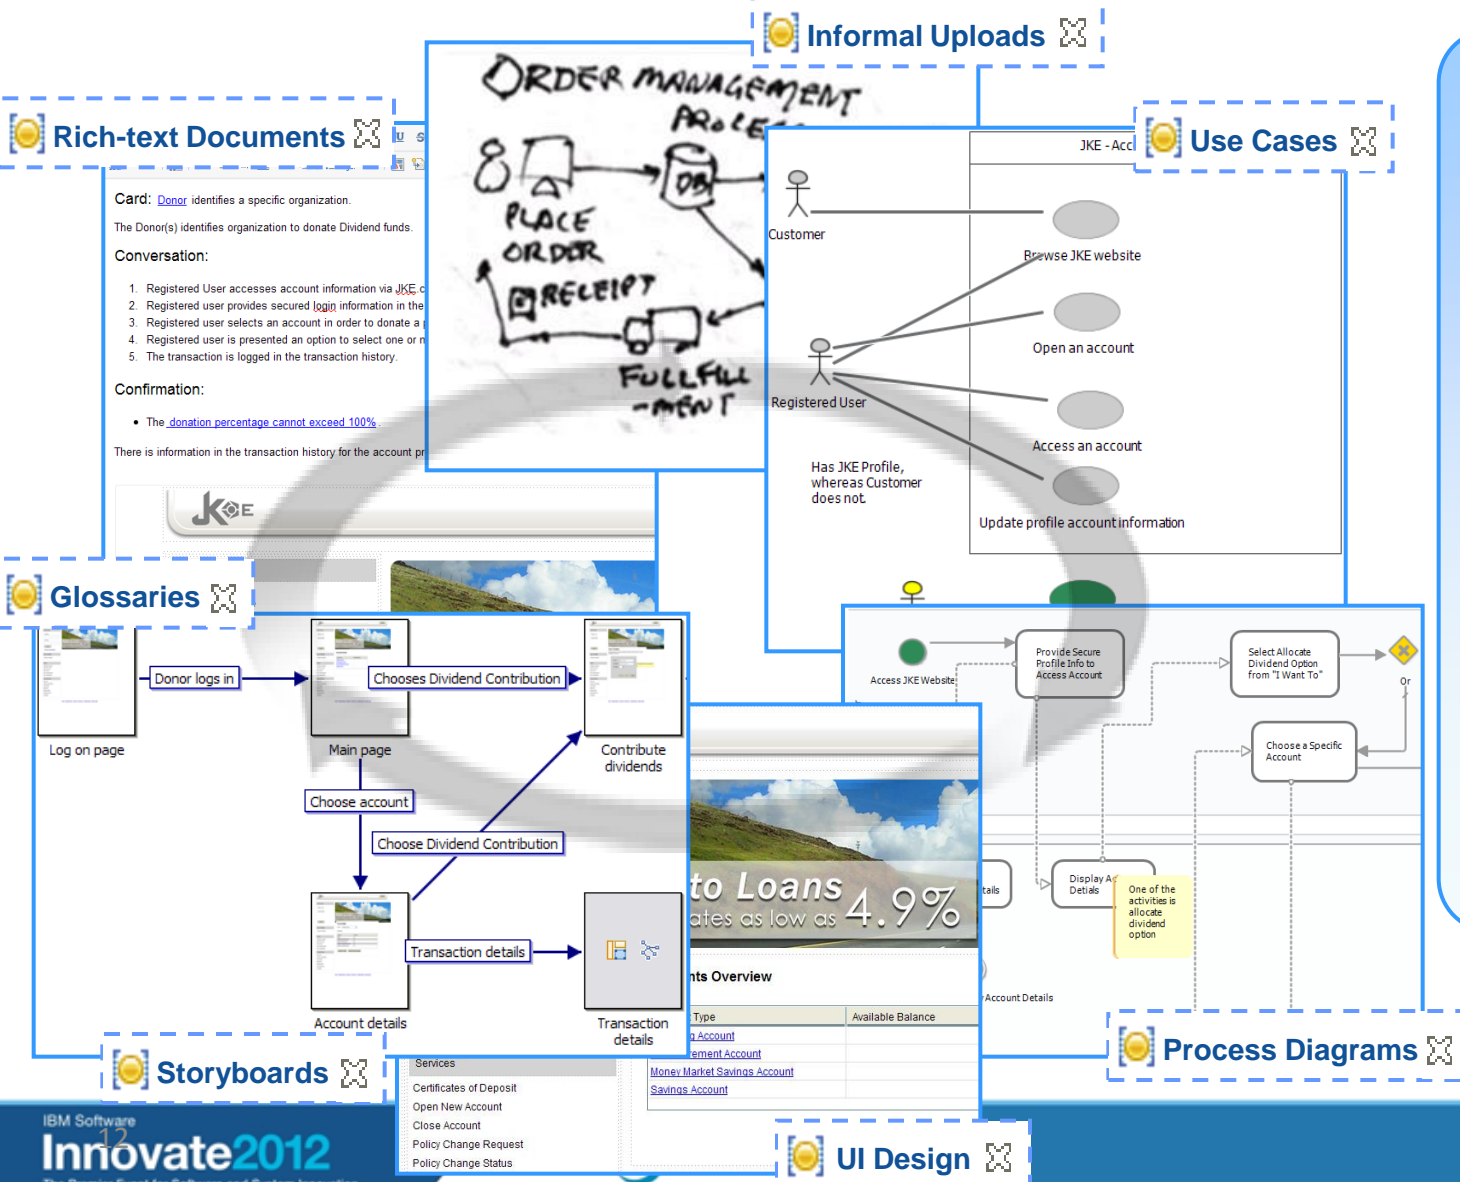 Informal Uploads
Rich-text Documents
Use Cases
Card: Donor identifies a specific organization.
The Donor(s) identifies organization to donate Dividend funds.
Conversation:
1. Registered User accesses account information via JKE
2. Registered user provides secured login information in the
3. Registered user selects an account in order to donate a
4. Registered user is presented an option to select one or
5. The transaction is logged in the transaction history.
Confirmation:
• The donation percentage cannot exceed 100%.
There is information in the transaction history for the account
JKE
ORDER MANAGEMENT
PLACE
ORDER
DB
RECEIPT
FULLFILL
-MENT
JKE - Acc
Customer
Browse JKE website
Open an account
Registered User
Access an account
Has JKE Profile,
whereas Customer
does not.
Update profile account information
Glossaries
Donor logs in
Chooses Dividend Contribution
Log on page
Main page
Contribute
dividends
Choose account
Choose Dividend Contribution
Transaction details
Account details
Transaction
details
Storyboards
Access JKE Website
Provide Secure
Profile Info to
Access Account
Select Allocate
Dividend Option
from "I Want To"
Or
Choose a Specific
Account
tails
Display Ac
Detials
One of the
activities is
allocate
dividend
option
Account Details
Process Diagrams
to Loans
ates as low as 4.9%
nts Overview
Type
Available Balance
g Account
rement Account
Money Market Savings Account
Savings Account
Services
Certificates of Deposit
Open New Account
Close Account
Policy Change Request
Policy Change Status
UI Design
IBM Software
12
Innovate2012